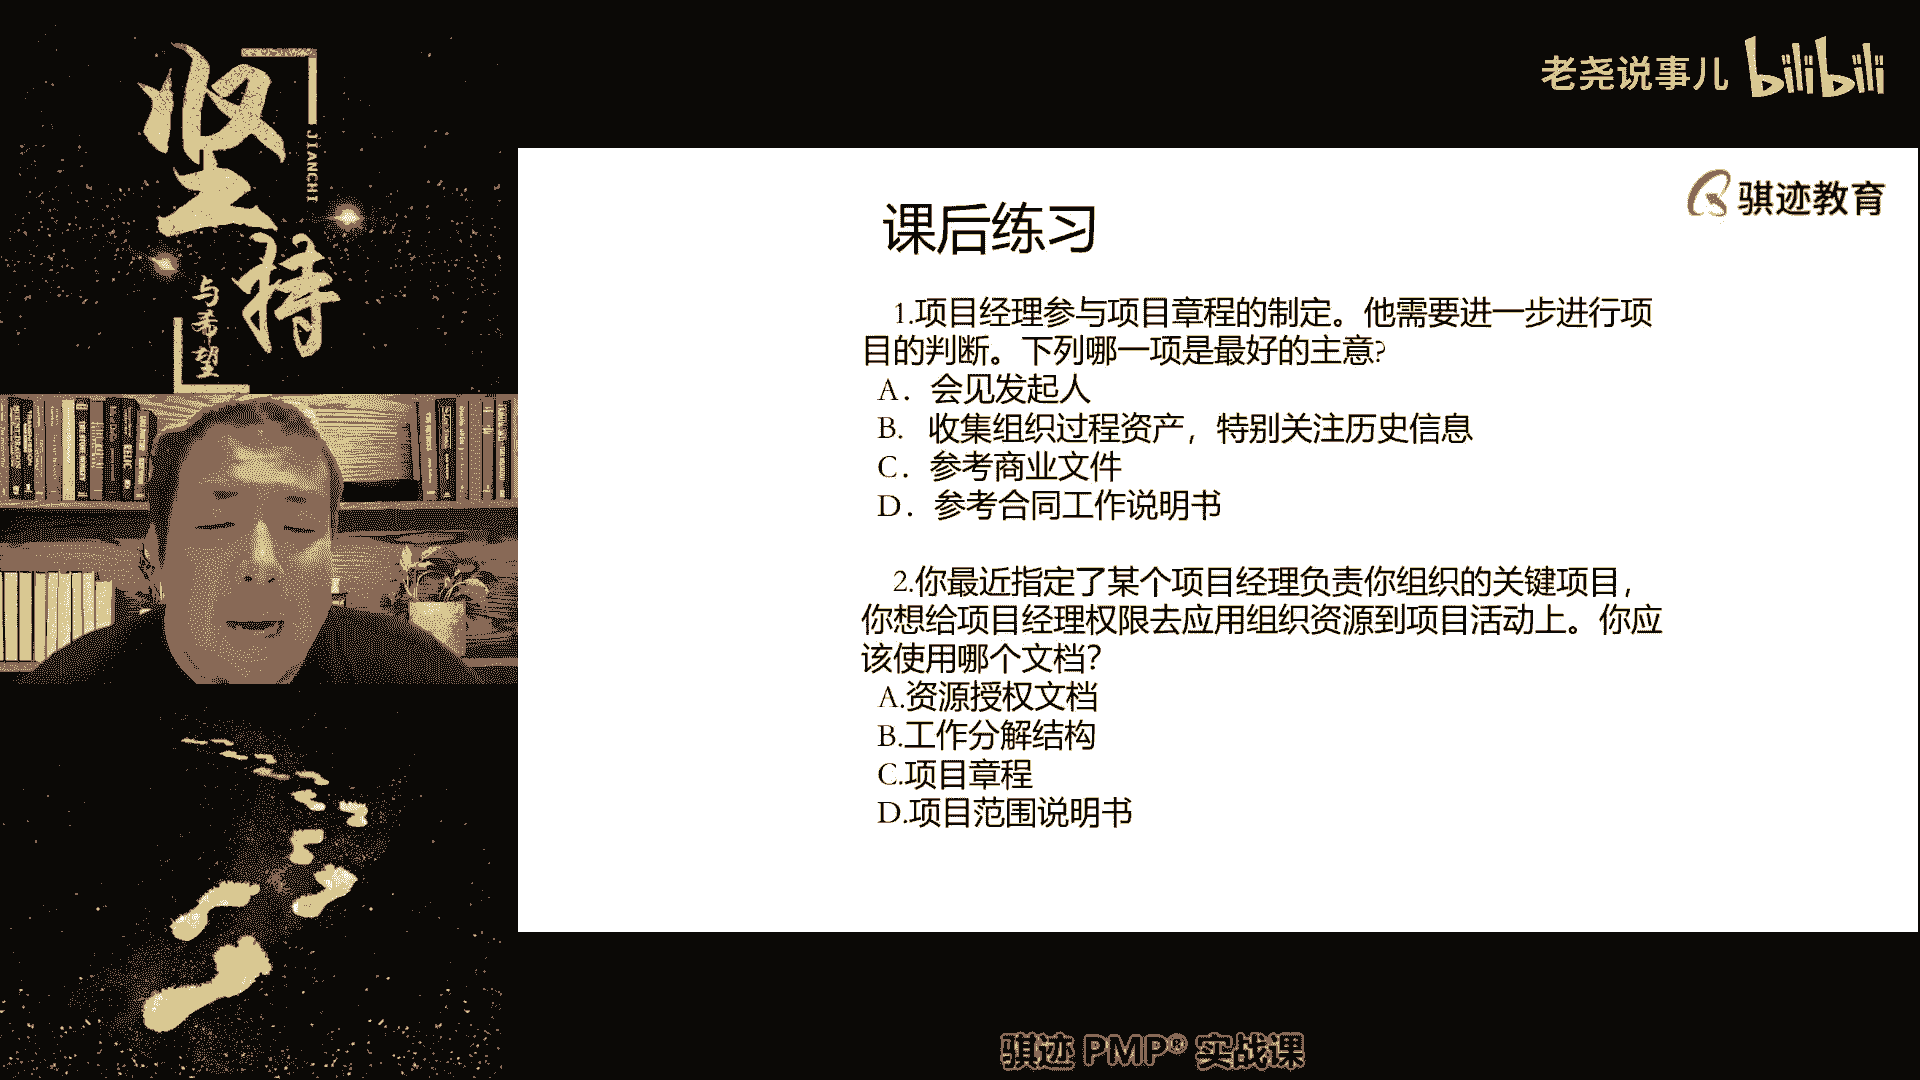 坚持
JIANCHI
与希望
老尧说事儿 bilibili
骐迹教育
课后练习
1.项目经理参与项目章程的制定。他需要进一步进行项
目的判断。下列哪一项是最好的主意?
A．会见发起人
B. 收集组织过程资产，特别关注历史信息
C．参考商业文件
D．参考合同工作说明书
2.你最近指定了某个项目经理负责你组织的关键项目，
你想给项目经理权限去应用组织资源到项目活动上。你应
该使用哪个文档？
A.资源授权文档
B.工作分解结构
C.项目章程
D.项目范围说明书
骐迹 PMP® 实战课